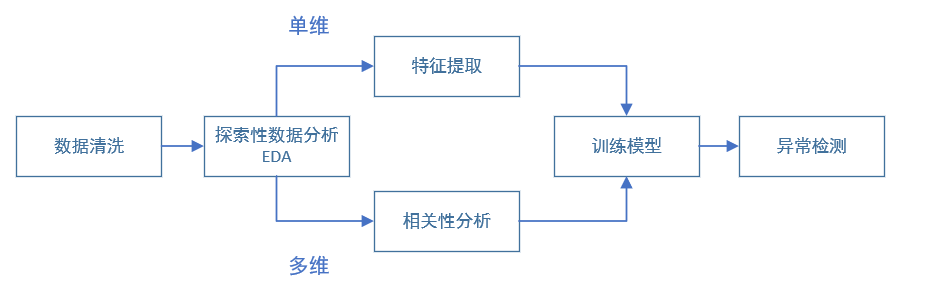 单维
特征提取
数据清洗
探索性数据分析
EDA
训练模型
异常检测
相关性分析
多维